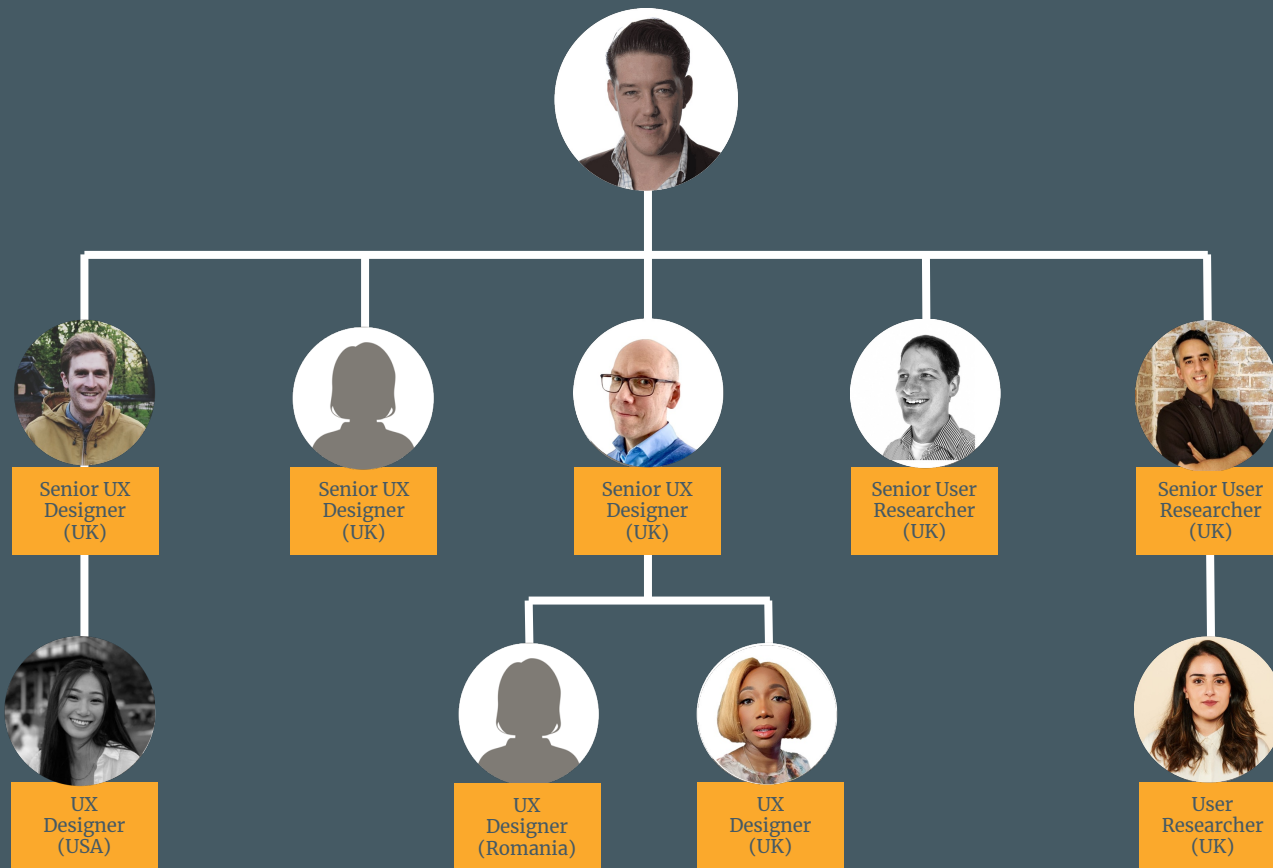 Senior UX
Designer
(UK)
Senior UX
Designer
(UK)
Senior UX
Designer
(UK)
Senior User
Researcher
(UK)
Senior User
Researcher
(UK)
UX
Designer
(USA)
UX
Designer
(Romania)
UX
Designer
(UK)
User
Researcher
(UK)